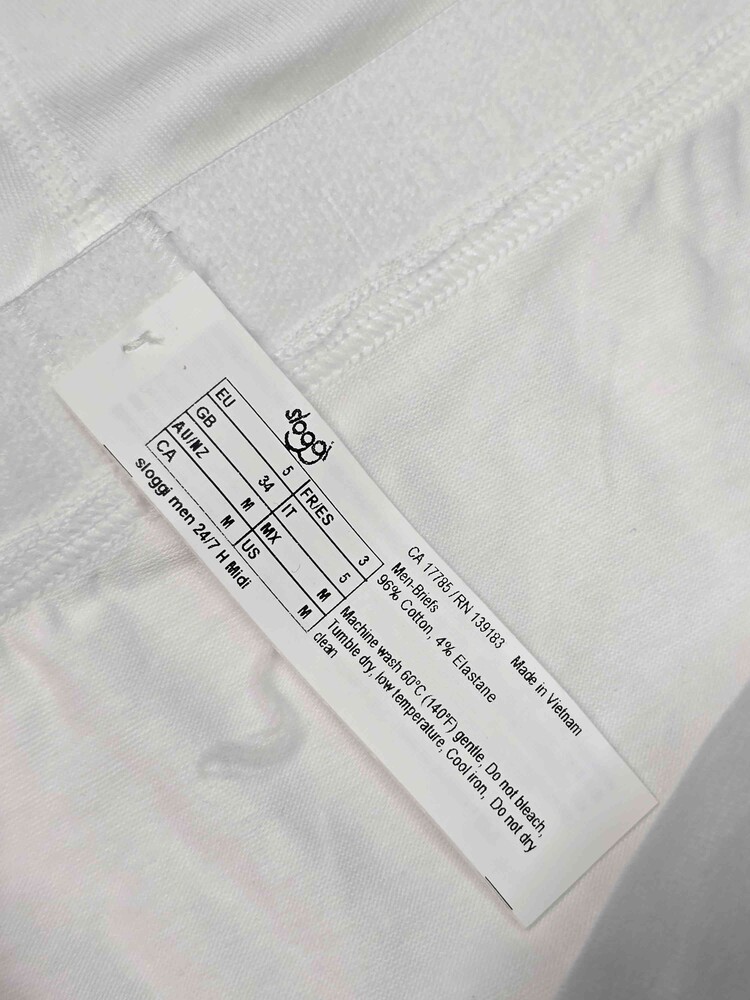 sloggi
EU 5 FR/ES 3
GB 34 IT 5
AU/NZ M MX M
CA M US M
sloggi men 24/7 H Midi
CA 17785 / RN 139183 Made in Vietnam
Men-Briefs
96% Cotton, 4% Elastane
Machine wash 60°C (140°F) gentle, Do not bleach,
Tumble dry, low temperature, Cool iron, Do not dry
clean